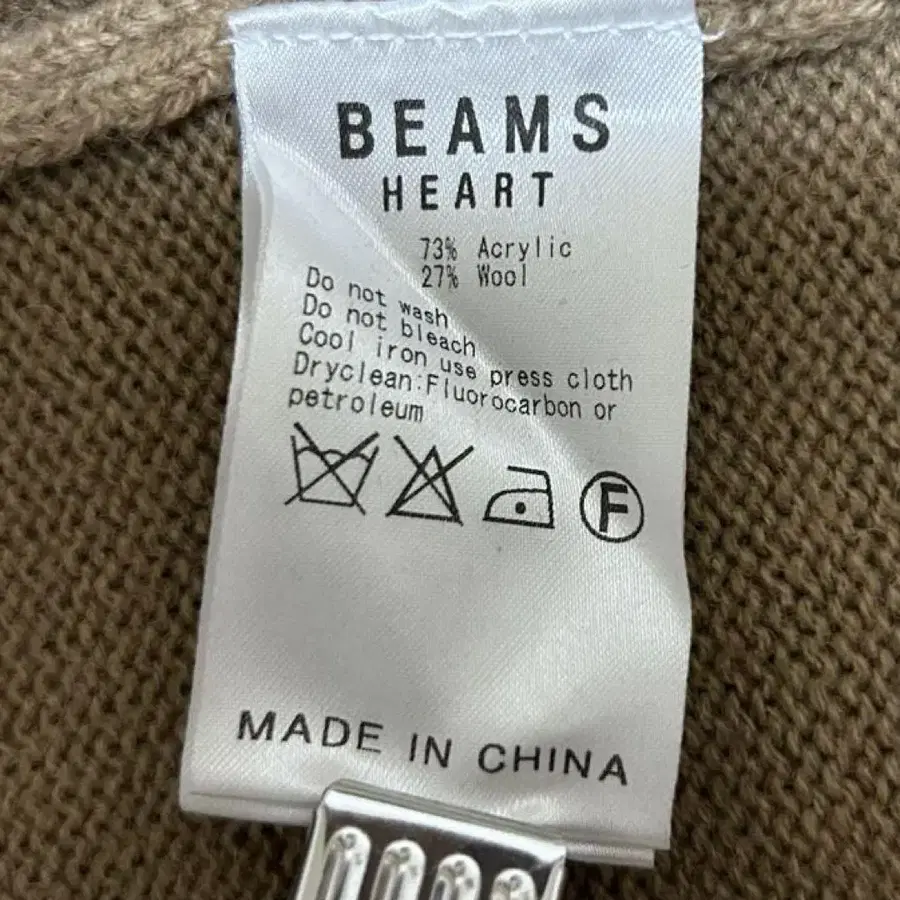 BEAMS
HEART
73% Acrylic
27% Wool
Do not wash
Do not bleach
Cool iron use press cloth
Dryclean:Fluorocarbon or
petroleum
F
MADE IN CHINA